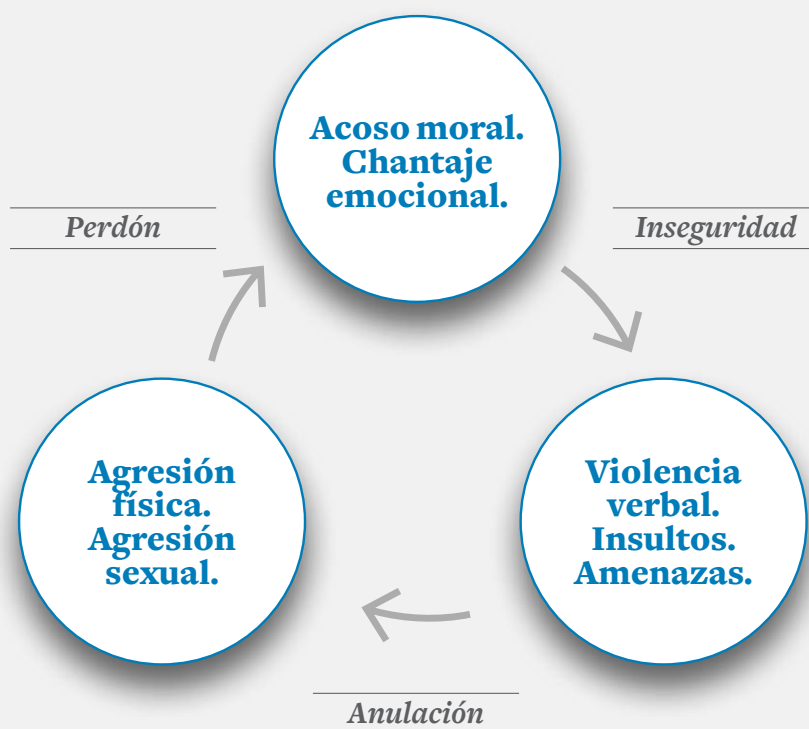 Acoso moral.
Chantaje
emocional.
Perdón
Inseguridad
Agresión
física.
Agresión
sexual.
Violencia
verbal.
Insultos.
Amenazas.
Anulación